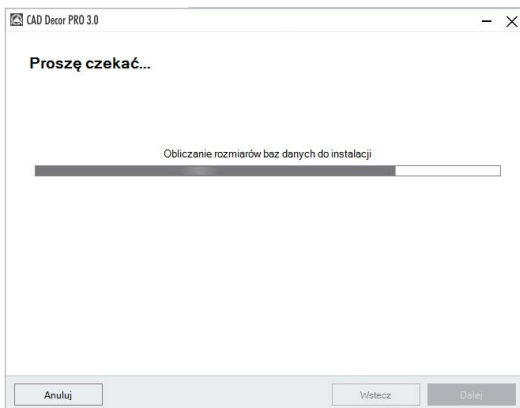 CAD Decor PRO 3.0
Proszę czekać...
Obliczanie rozmiarów baz danych do instalacji
Anuluj
Wstecz
Dalej